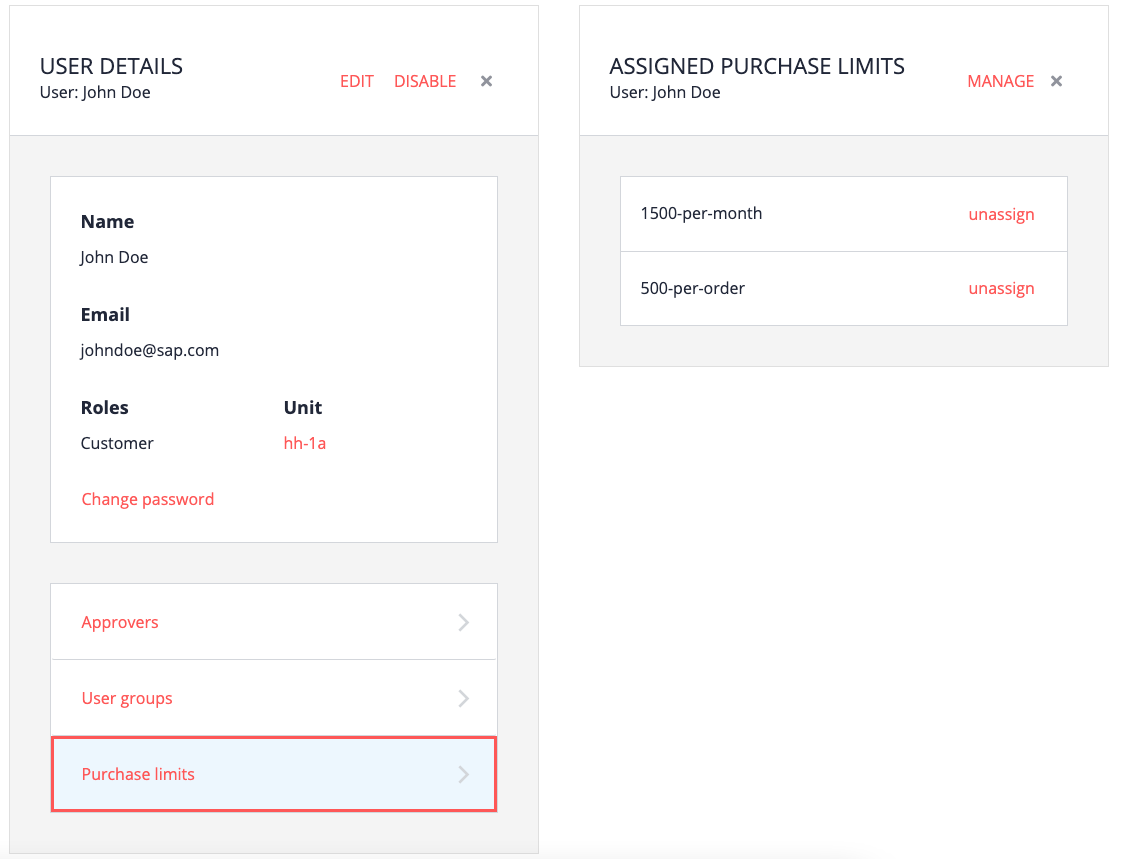 USER DETAILS
User: John Doe
EDIT DISABLE ×
Name
John Doe
Email
johndoe@sap.com
Roles Unit
Customer hh-1a
Change password
Approvers
User groups
Purchase limits
ASSIGNED PURCHASE LIMITS
User: John Doe
MANAGE ×
1500-per-month unassign
500-per-order unassign